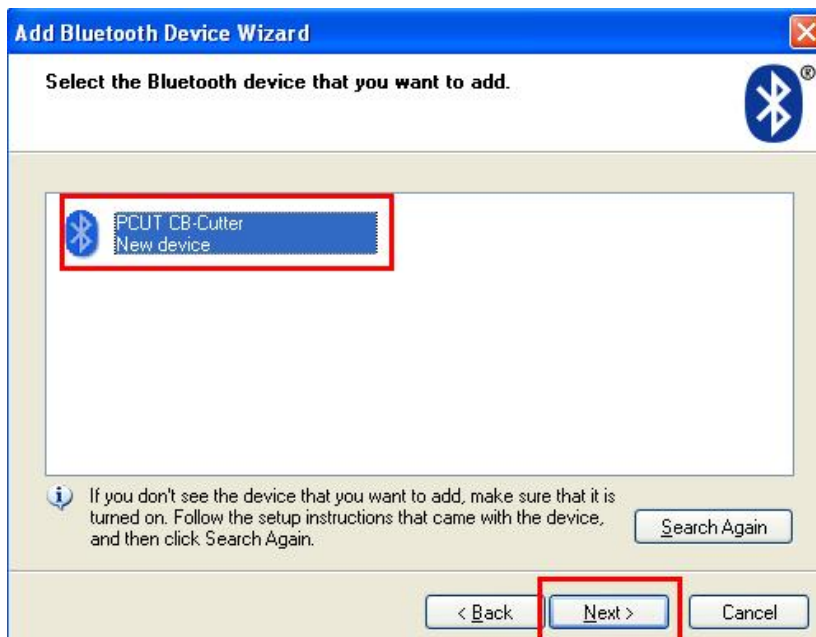 Add Bluetooth Device Wizard
Select the Bluetooth device that you want to add.
®
PCUT CB-Cutter
New device
If you don't see the device that you want to add, make sure that it is
turned on. Follow the setup instructions that came with the device,
and then click Search Again.
Search Again
< Back
Next >
Cancel